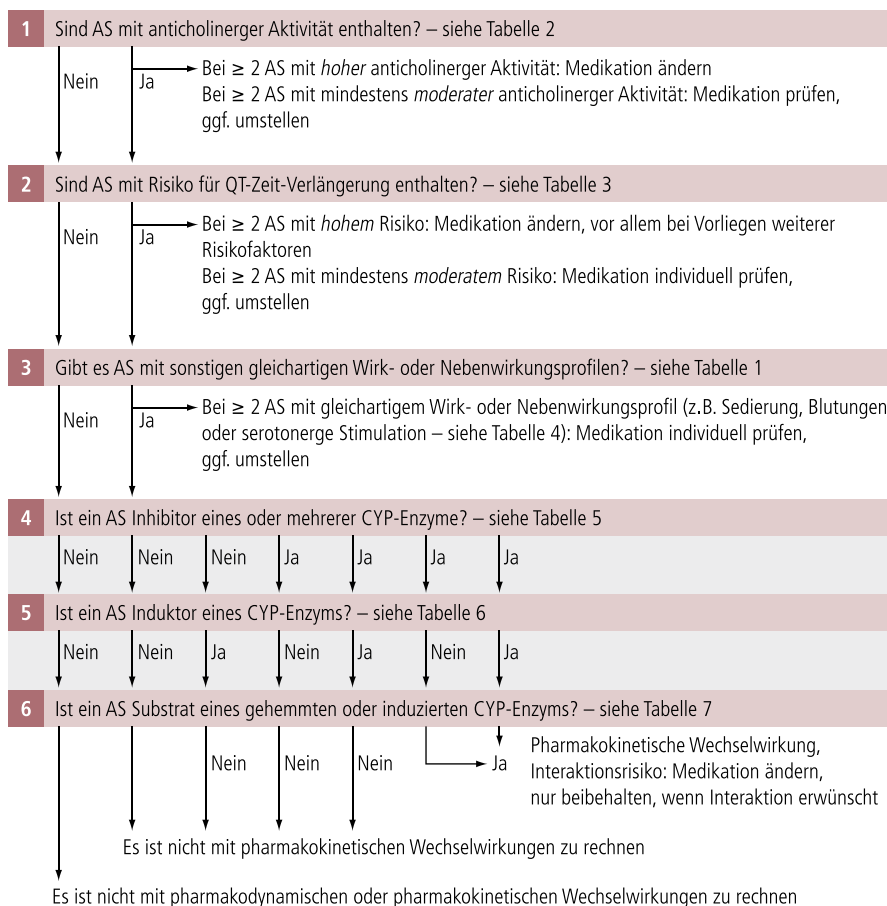 1 Sind AS mit anticholinerger Aktivität enthalten? – siehe Tabelle 2
Nein Ja Bei ≥ 2 AS mit hoher anticholinerger Aktivität: Medikation ändern
Bei ≥ 2 AS mit mindestens moderater anticholinerger Aktivität: Medikation prüfen,
ggf. umstellen
2 Sind AS mit Risiko für QT-Zeit-Verlängerung enthalten? – siehe Tabelle 3
Nein Ja Bei ≥ 2 AS mit hohem Risiko: Medikation ändern, vor allem bei Vorliegen weiterer
Risikofaktoren
Bei ≥ 2 AS mit mindestens moderatem Risiko: Medikation individuell prüfen,
ggf. umstellen
3 Gibt es AS mit sonstigen gleichartigen Wirk- oder Nebenwirkungsprofilen? – siehe Tabelle 1
Nein Ja Bei ≥ 2 AS mit gleichartigem Wirk- oder Nebenwirkungsprofil (z.B. Sedierung, Blutungen
oder serotonerge Stimulation – siehe Tabelle 4): Medikation individuell prüfen,
ggf. umstellen
4 Ist ein AS Inhibitor eines oder mehrerer CYP-Enzyme? – siehe Tabelle 5
Nein Nein Nein Ja Ja Ja Ja
5 Ist ein AS Induktor eines CYP-Enzyms? – siehe Tabelle 6
Nein Nein Ja Nein Ja Nein Ja
6 Ist ein AS Substrat eines gehemmten oder induzierten CYP-Enzyms? – siehe Tabelle 7
Nein Nein Nein Ja
Pharmakokinetische Wechselwirkung,
Interaktionsrisiko: Medikation ändern,
nur beibehalten, wenn Interaktion erwünscht
Es ist nicht mit pharmakokinetischen Wechselwirkungen zu rechnen
Es ist nicht mit pharmakodynamischen oder pharmakokinetischen Wechselwirkungen zu rechnen